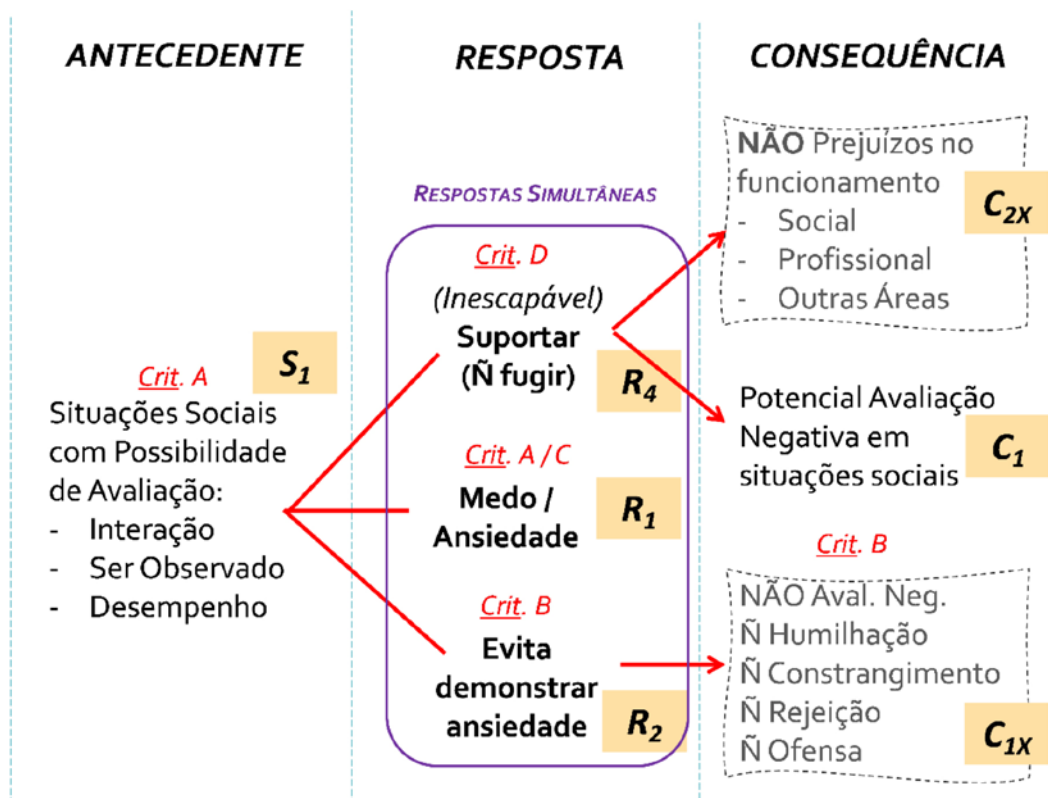 ANTECEDENTE
RESPOSTA
CONSEQUÊNCIA
Crit. A
S1
Situações Sociais
com Possibilidade
de Avaliação:
- Interação
- Ser Observado
- Desempenho
RESPOSTAS SIMULTÂNEAS
Crit. D
(Inescapável)
Suportar
(Ñ fugir)
R4
Crit. A / C
Medo /
Ansiedade
R1
Crit. B
Evita
demonstrar
ansiedade
R2
NÃO Prejuízos no
funcionamento
- Social
- Profissional
- Outras Áreas
C2X
Potencial Avaliação
Negativa em
situações sociais
C1
Crit. B
NÃO Aval. Neg.
Ñ Humilhação
Ñ Constrangimento
Ñ Rejeição
Ñ Ofensa
C1X